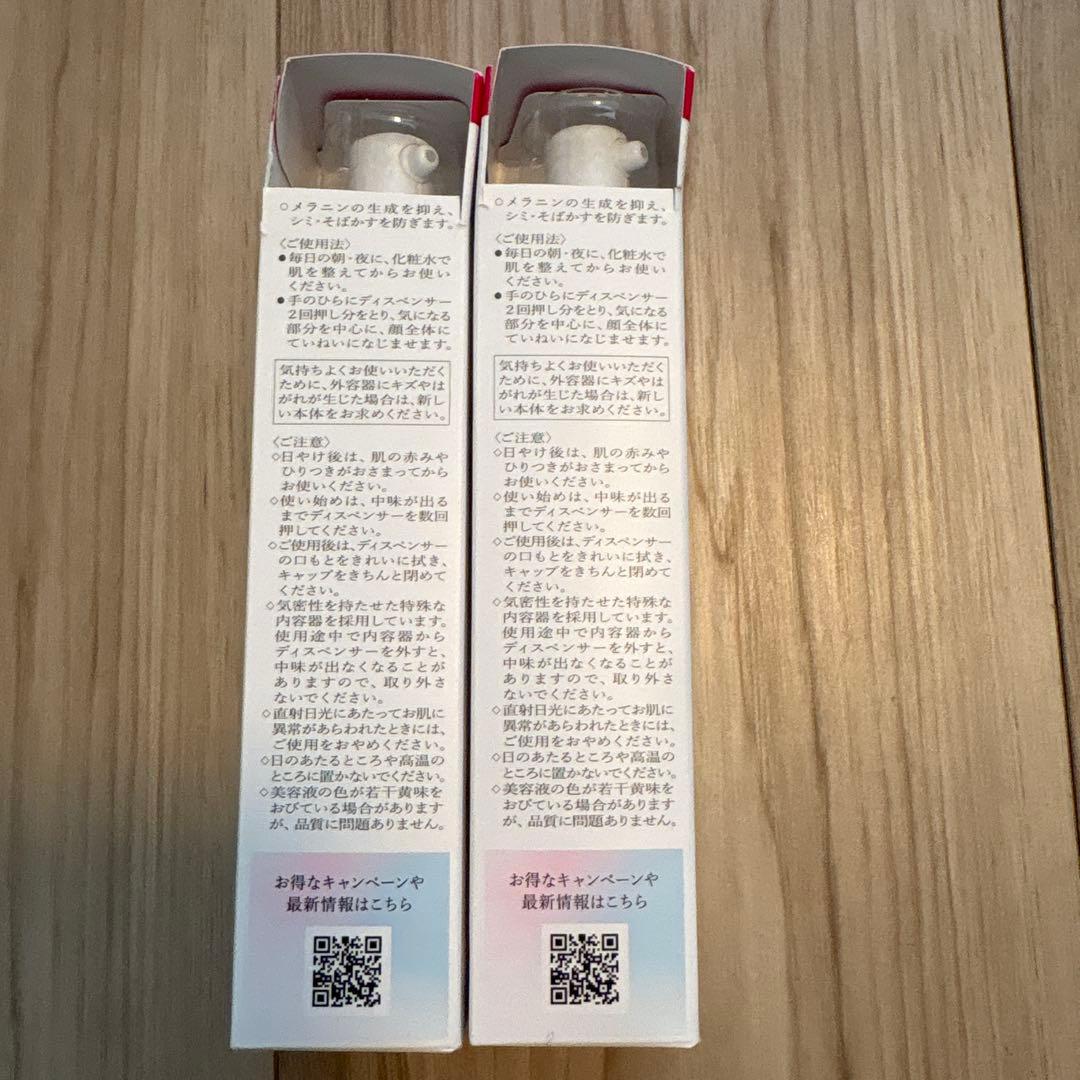 ○メラニンの生成を抑え、
シミ・そばかすを防ぎます。
〈ご使用法〉
●毎日の朝・夜に、化粧水で
肌を整えてからお使い
ください。
●手のひらにディスペンサー
2回押し分をとり、気になる
部分を中心に、顔全体に
ていねいになじませます。
気持ちよくお使いいただく
ために、外容器にキズやは
がれが生じた場合は、新し
い本体をお求めください。
〈ご注意〉
◇日やけ後は、肌の赤みや
ひりつきがおさまってから
お使いください。
◇使い始めは、中味が出る
までディスペンサーを数回
押してください。
◇ご使用後は、ディスペンサー
の口もとをきれいに拭き、
キャップをきちんと閉めて
ください。
◇気密性を持たせた特殊な
内容器を採用しています。
使用途中で内容器から
ディスペンサーを外すと、
中味が出なくなることが
ありますので、取り外さ
ないでください。
◇直射日光にあたってお肌に
異常があらわれたときには、
ご使用をおやめください。
◇日のあたるところや高温の
ところに置かないでください。
◇美容液の色が若干黄味を
おびている場合があります
が、品質に問題ありません。
お得なキャンペーンや
最新情報はこちら
○メラニンの生成を抑え、
シミ・そばかすを防ぎます。
〈ご使用法〉
●毎日の朝・夜に、化粧水で
肌を整えてからお使い
ください。
●手のひらにディスペンサー
2回押し分をとり、気になる
部分を中心に、顔全体に
ていねいになじませます。
気持ちよくお使いいただく
ために、外容器にキズやは
がれが生じた場合は、新し
い本体をお求めください。
〈ご注意〉
◇日やけ後は、肌の赤みや
ひりつきがおさまってから
お使いください。
◇使い始めは、中味が出る
までディスペンサーを数回
押してください。
◇ご使用後は、ディスペンサー
の口もとをきれいに拭き、
キャップをきちんと閉めて
ください。
◇気密性を持たせた特殊な
内容器を採用しています。
使用途中で内容器から
ディスペンサーを外すと、
中味が出なくなることが
ありますので、取り外さ
ないでください。
◇直射日光にあたってお肌に
異常があらわれたときには、
ご使用をおやめください。
◇日のあたるところや高温の
ところに置かないでください。
◇美容液の色が若干黄味を
おびている場合があります
が、品質に問題ありません。
お得なキャンペーンや
最新情報はこちら